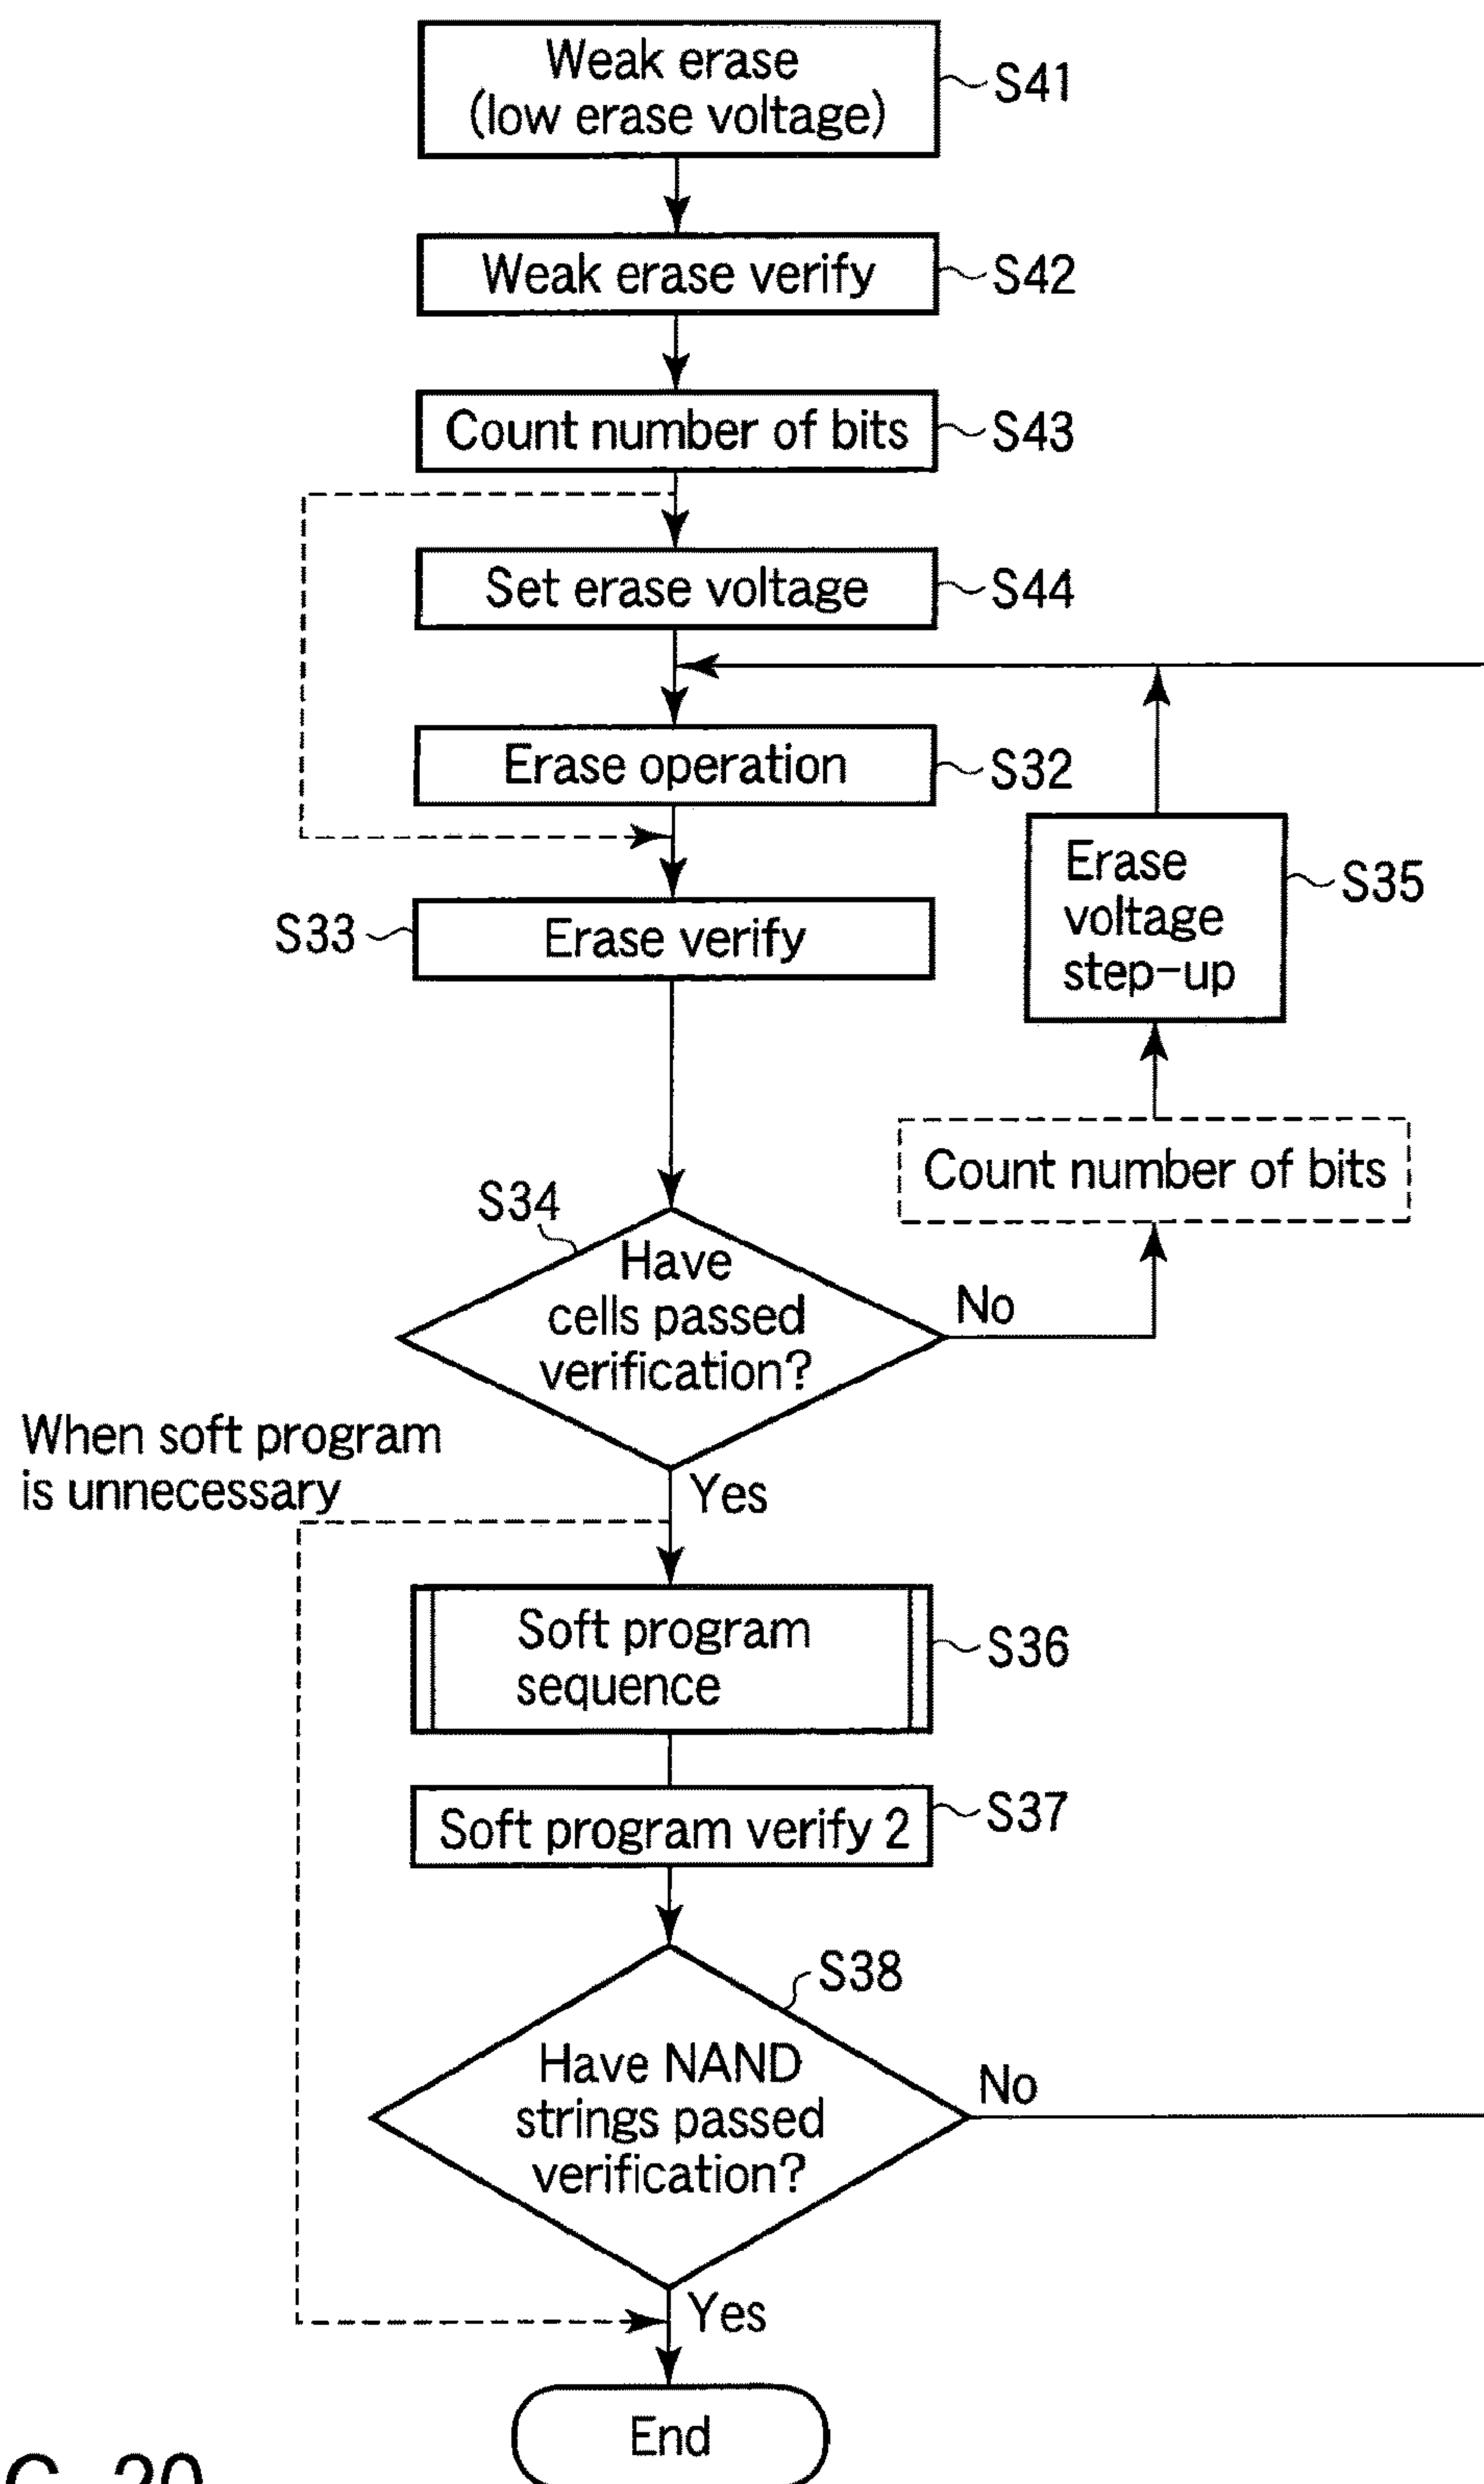 Weak erase
(low erase voltage)
S41
Weak erase verify
S42
Count number of bits
S43
Set erase voltage
S44
Erase operation
S32
Erase
voltage
step-up
S35
S33
Erase verify
Count number of bits
S34
Have
cells passed
verification?
No
When soft program
is unnecessary
Yes
Soft program
sequence
S36
Soft program verify 2
S37
S38
Have NAND
strings passed
verification?
No
Yes
End
G. 20